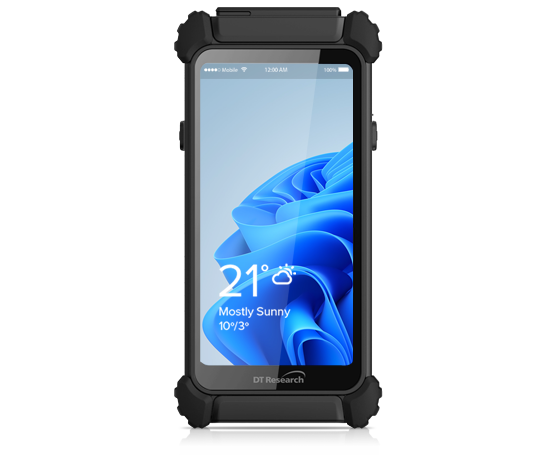 Mobile 12:00 AM 100%
21°
Mostly Sunny
10°/3°
DT Research